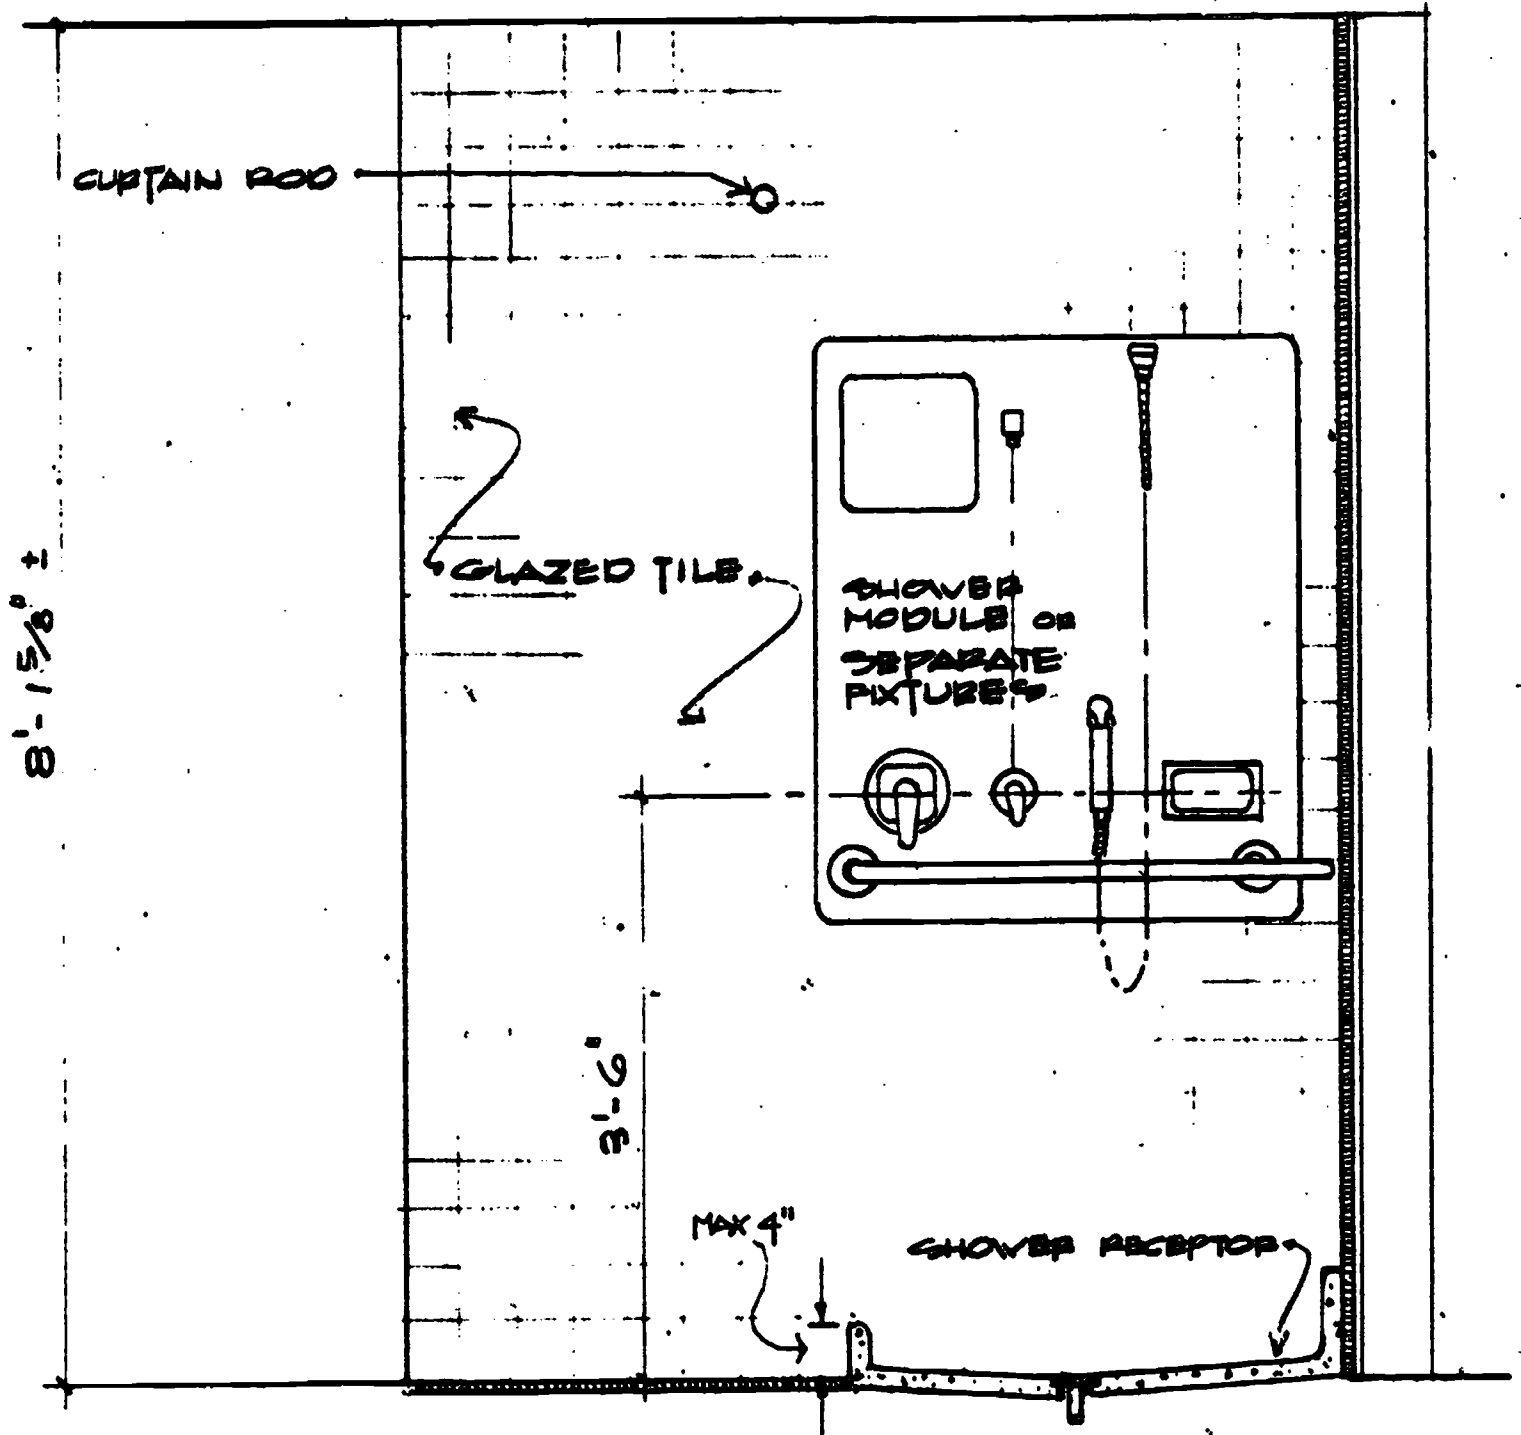 CURTAIN ROD
8'-1 5/8" ±
GLAZED TILE
SHOWER
MODULE OR
SEPARATE
FIXTURES
3'-6"
MAX 4"
SHOWER RECEPTOR